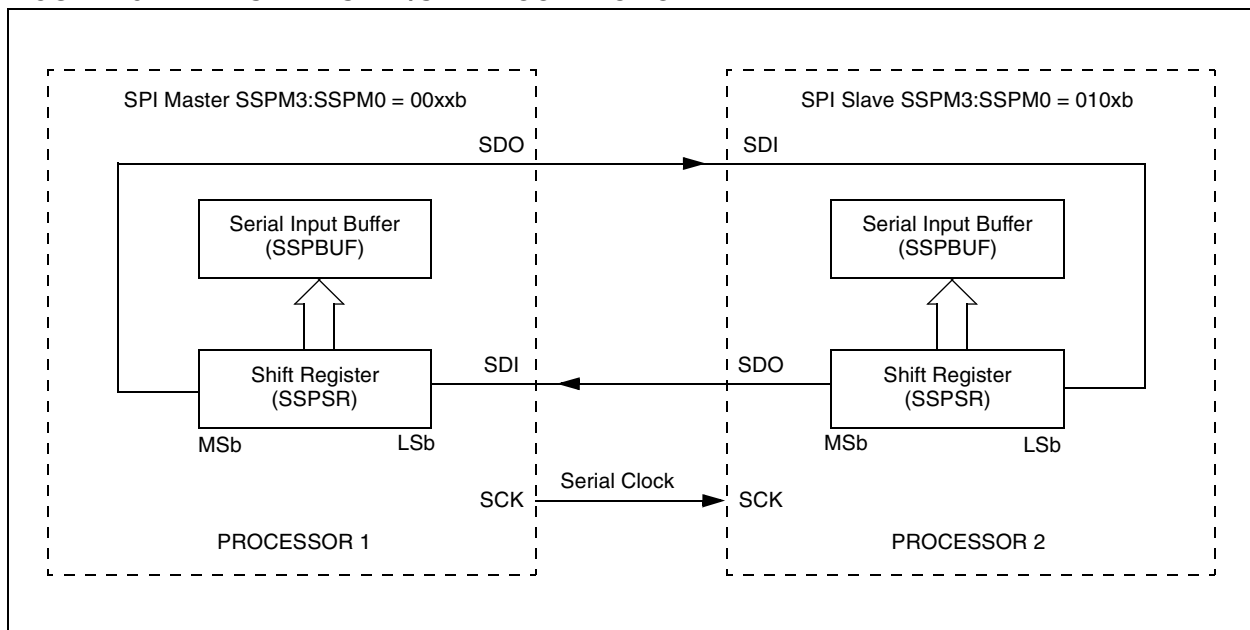 SPI Master SSPM3:SSPM0 = 00xxb
SPI Slave SSPM3:SSPM0 = 010xb
SDO
SDI
Serial Input Buffer
(SSPBUF)
Serial Input Buffer
(SSPBUF)
Shift Register
(SSPSR)
SDI
SDO
Shift Register
(SSPSR)
MSb
LSb
MSb
LSb
SCK
Serial Clock
SCK
PROCESSOR 1
PROCESSOR 2